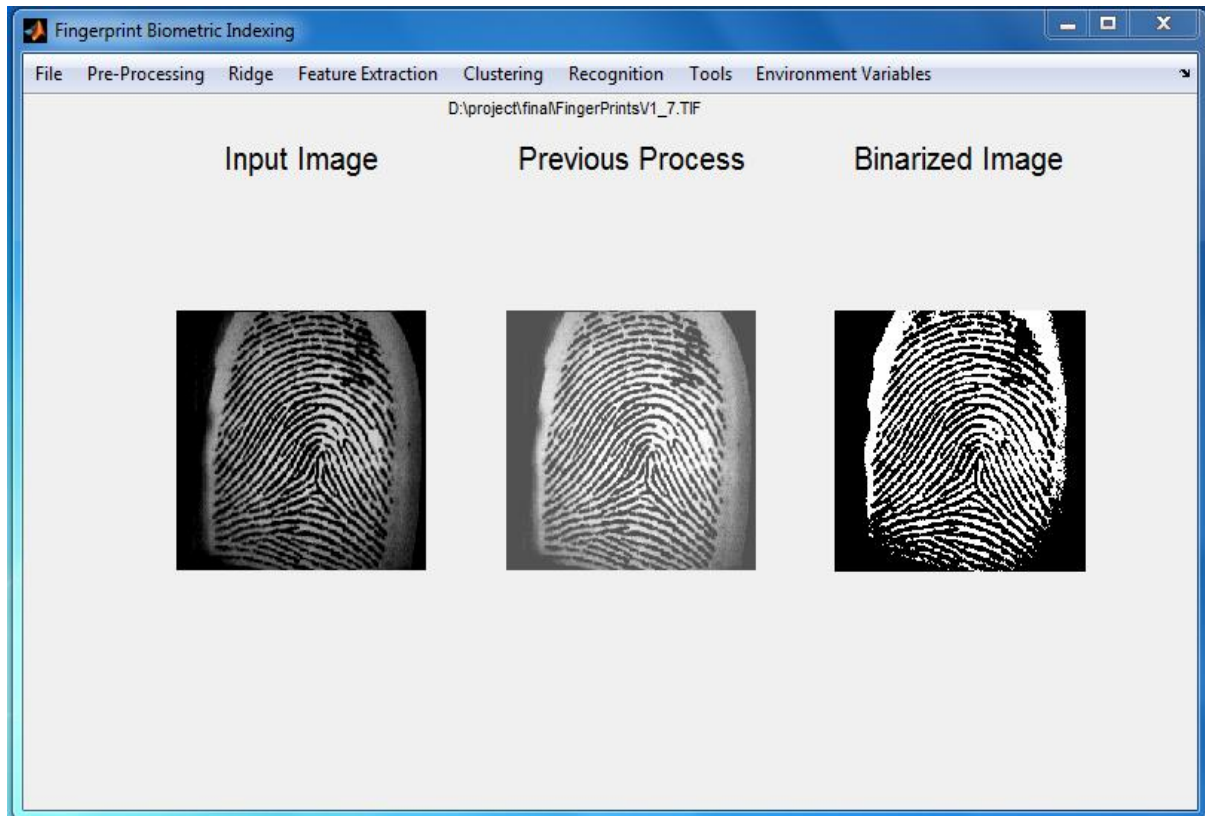 Fingerprint Biometric Indexing
File Pre-Processing Ridge Feature Extraction Clustering Recognition Tools Environment Variables
D:\project\final\FingerPrints\/1_7.TIF
Input Image Previous Process Binarized Image